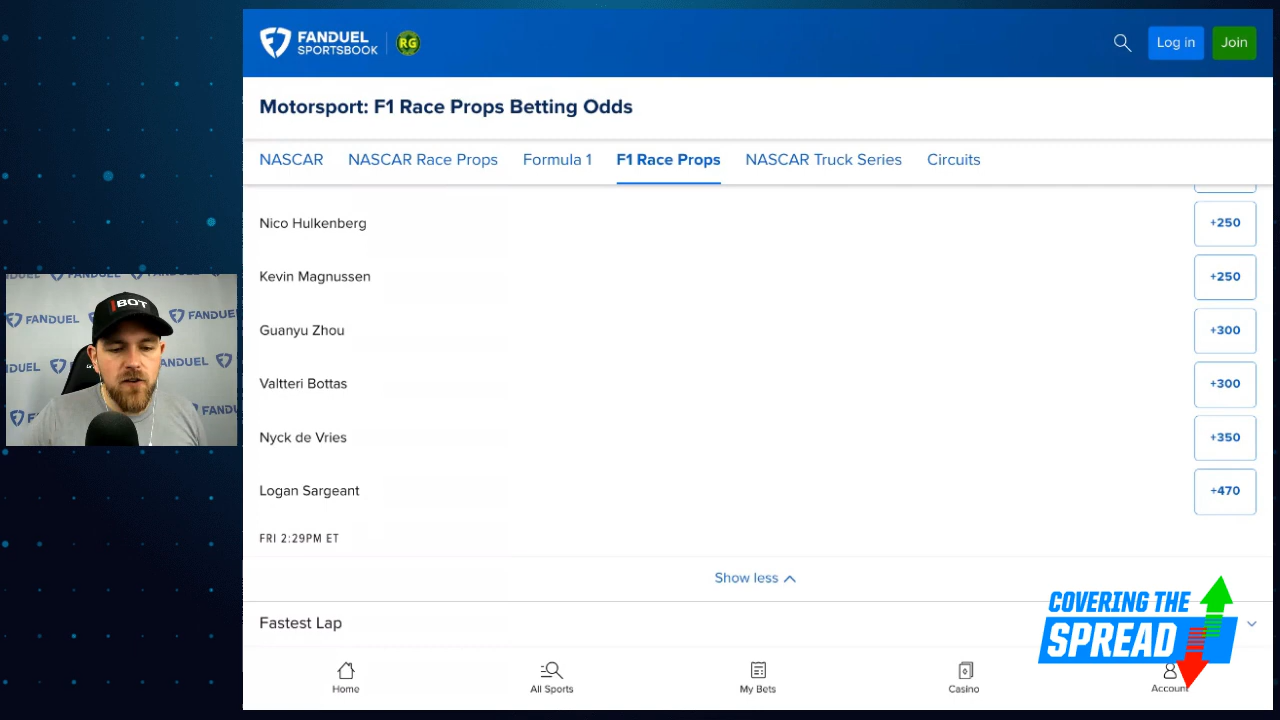 FANDUEL
SPORTSBOOK
RG
Log in
Join
Motorsport: F1 Race Props Betting Odds
NASCAR
NASCAR Race Props
Formula 1
F1 Race Props
NASCAR Truck Series
Circuits
Nico Hulkenberg
+250
Kevin Magnussen
+250
Guanyu Zhou
+300
Valtteri Bottas
+300
Nyck de Vries
+350
Logan Sargeant
+470
FRI 2:29PM ET
Show less
Fastest Lap
Home
All Sports
My Bets
Casino
Account
COVERING THE
SPREAD
BOT
FANDUEL
FANDUEL